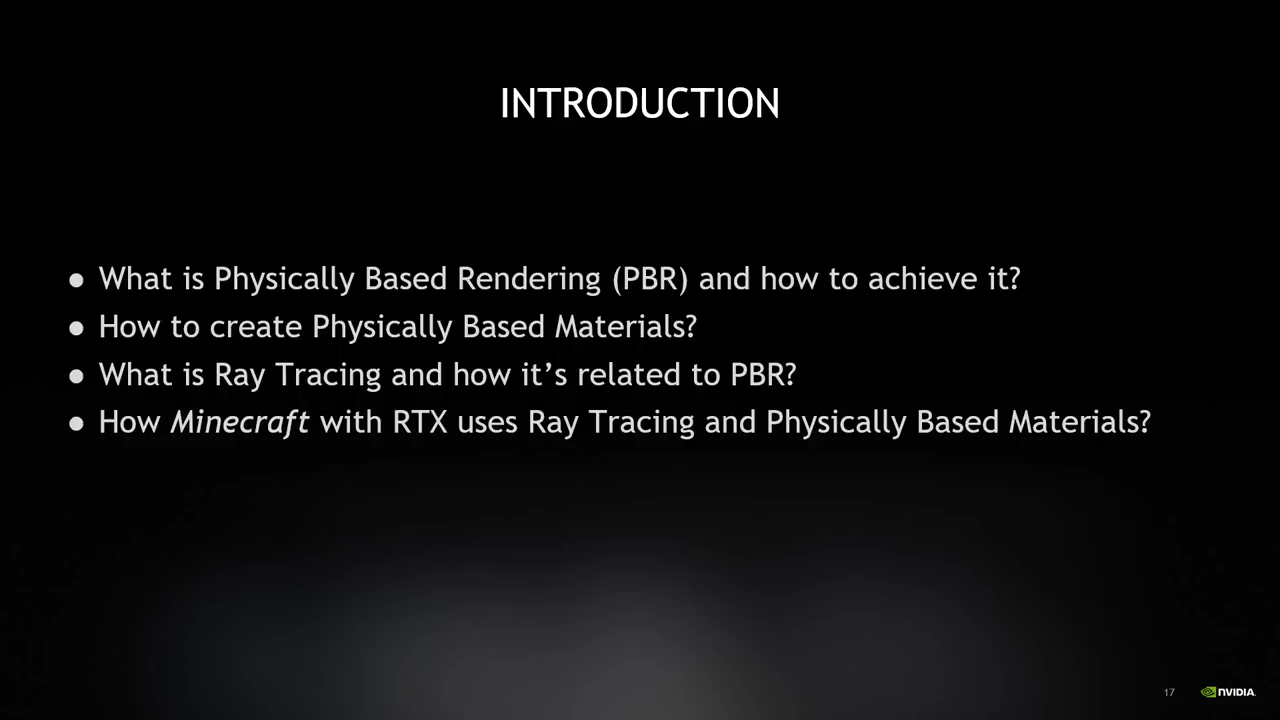 INTRODUCTION
● What is Physically Based Rendering (PBR) and how to achieve it?
● How to create Physically Based Materials?
● What is Ray Tracing and how it’s related to PBR?
● How Minecraft with RTX uses Ray Tracing and Physically Based Materials?
17 NVIDIA.